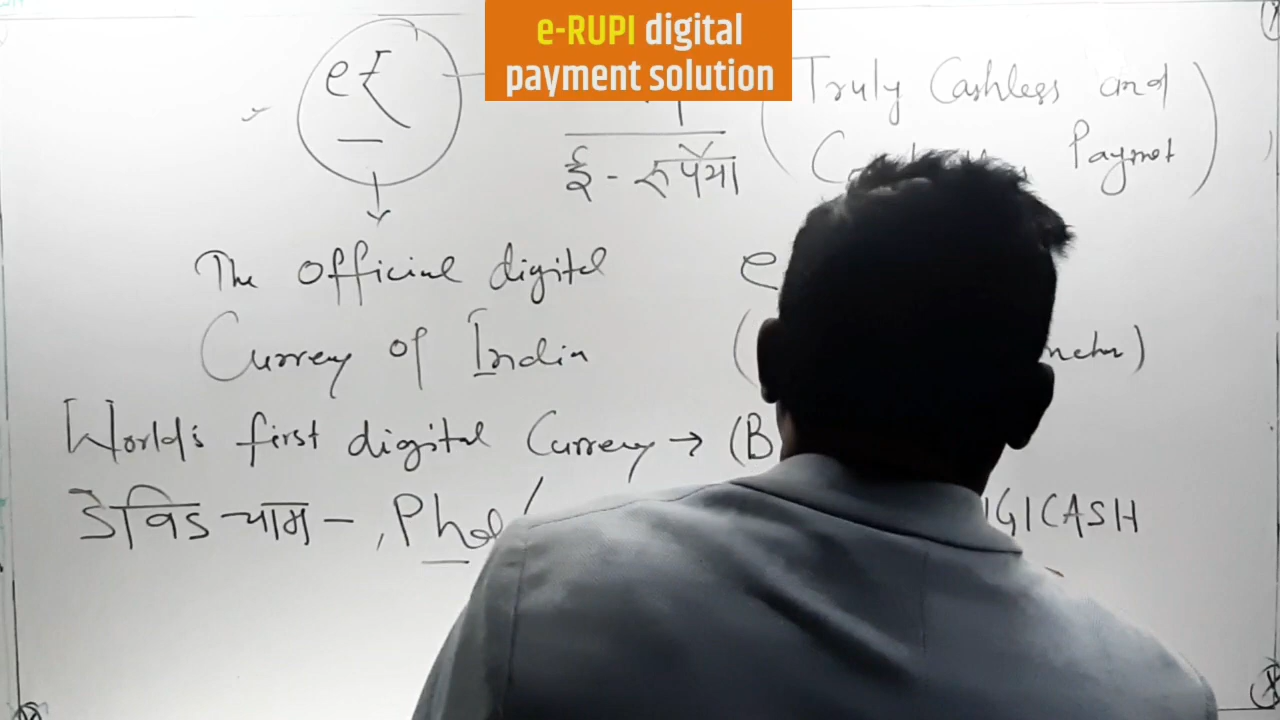 e-RUPI digital
payment solution
e₹
Truly Cashless and
ई-रुपैया
Paymet
The official digital
e
Currey of India
World's first digital Currey → (B
डेविड चाम -
IGICASH